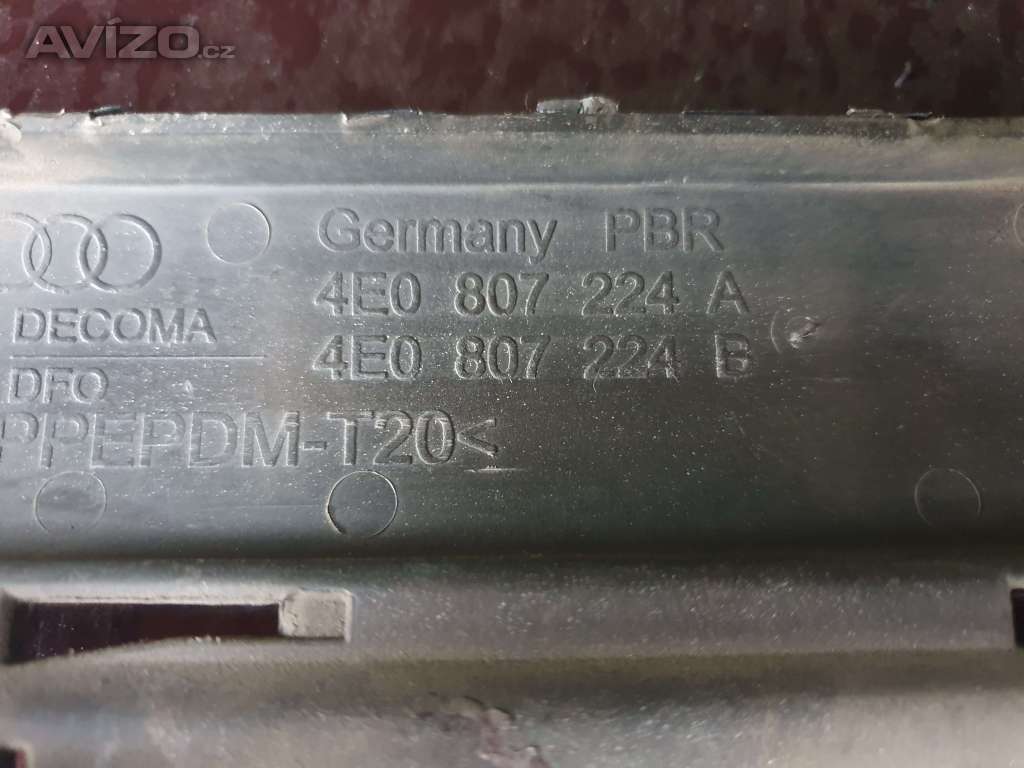 AVÍZO.cz
Germany PBR
4E0 807 224 A
DECOMA
4E0 807 224 B
DFO
PPEPDM-T20<